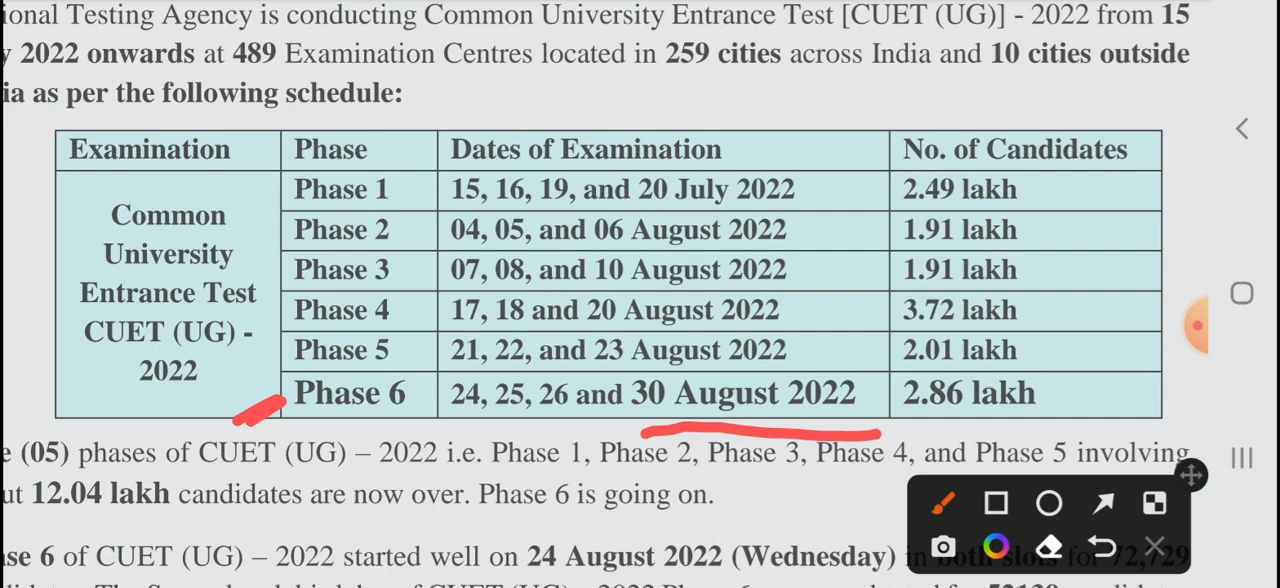 ional Testing Agency is conducting Common University Entrance Test [CUET (UG)] - 2022 from 15
y 2022 onwards at 489 Examination Centres located in 259 cities across India and 10 cities outside
ia as per the following schedule:
Examination Phase Dates of Examination No. of Candidates
Common University Entrance Test CUET (UG) - 2022
Phase 1 15, 16, 19, and 20 July 2022 2.49 lakh
Phase 2 04, 05, and 06 August 2022 1.91 lakh
Phase 3 07, 08, and 10 August 2022 1.91 lakh
Phase 4 17, 18 and 20 August 2022 3.72 lakh
Phase 5 21, 22, and 23 August 2022 2.01 lakh
Phase 6 24, 25, 26 and 30 August 2022 2.86 lakh
e (05) phases of CUET (UG) – 2022 i.e. Phase 1, Phase 2, Phase 3, Phase 4, and Phase 5 involving
ut 12.04 lakh candidates are now over. Phase 6 is going on.
ase 6 of CUET (UG) – 2022 started well on 24 August 2022 (Wednesday) in both slots for 72,729